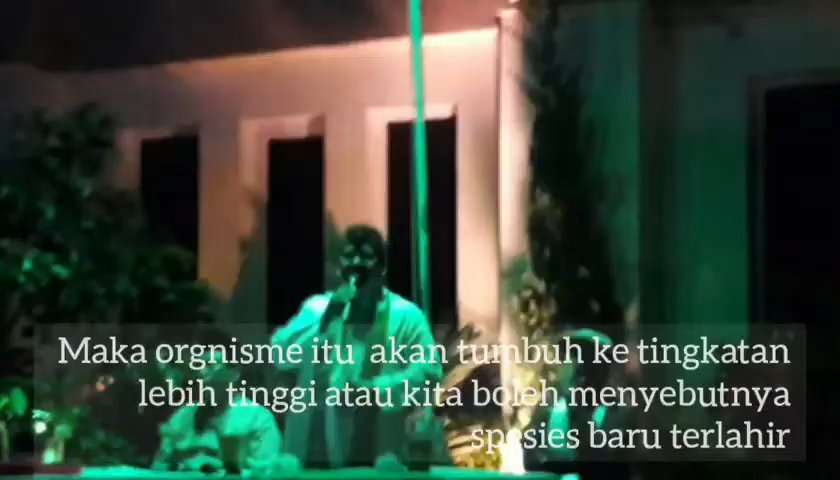 Maka orgnisme itu akan tumbuh ke tingkatan
lebih tinggi atau kita boleh menyebutnya
spesies baru terlahir